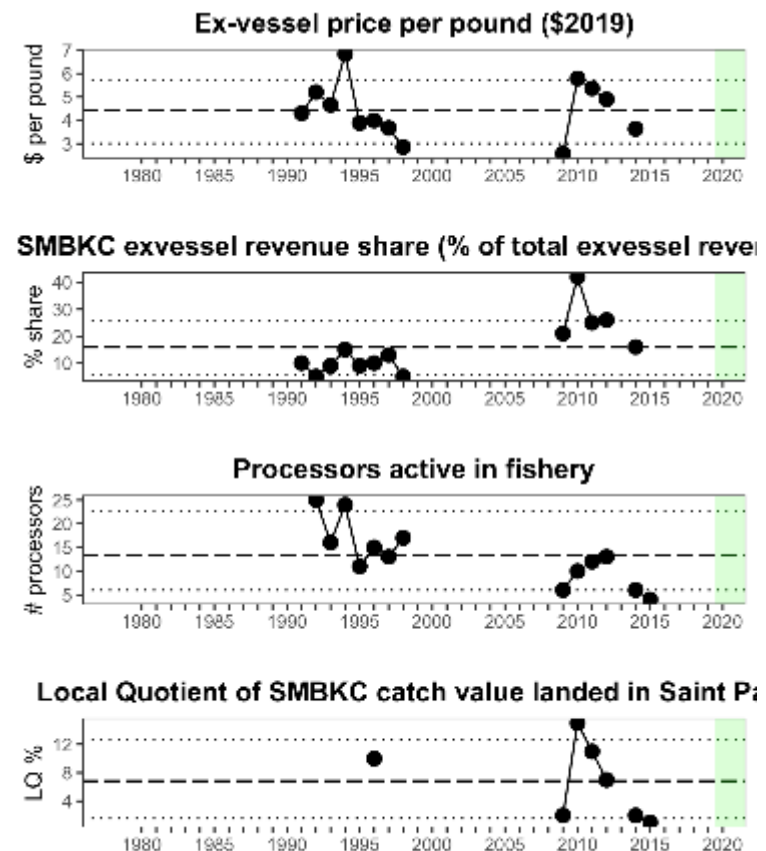 Ex-vessel price per pound ($2019)
$ per pound
7
6
5
4
3
1980 1985 1990 1995 2000 2005 2010 2015 2020
SMBKC exvessel revenue share (% of total exvessel reve
% share
40
30
20
10
1980 1985 1990 1995 2000 2005 2010 2015 2020
Processors active in fishery
# processors
25
20
15
10
5
1980 1985 1990 1995 2000 2005 2010 2015 2020
Local Quotient of SMBKC catch value landed in Saint Pa
LQ %
12
8
4
1980 1985 1990 1995 2000 2005 2010 2015 2020